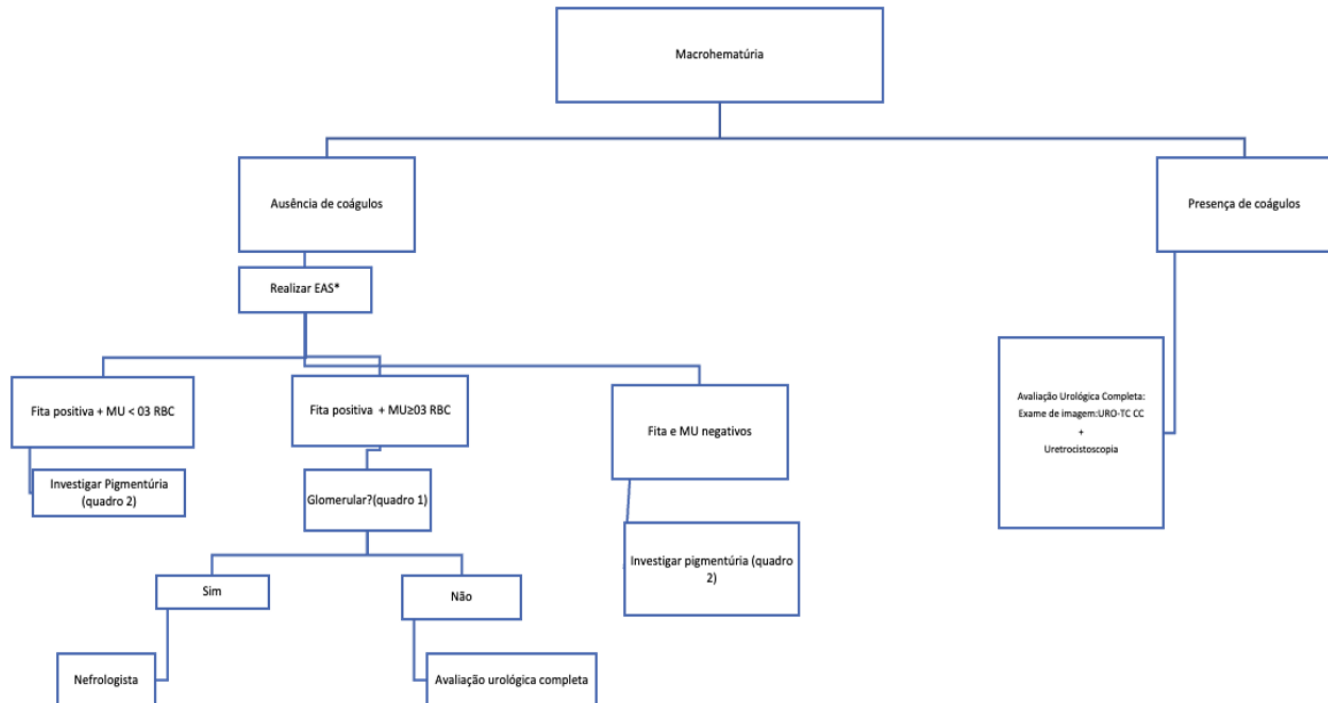 Macrohematúria
Ausência de coágulos
Presença de coágulos
Realizar EAS*
Fita positiva + MU < 03 RBC
Fita positiva + MU≥03 RBC
Fita e MU negativos
Avaliação Urológica Completa:
Exame de imagem:URO-TC CC
+
Uretrocistoscopia
Investigar Pigmentúria
(quadro 2)
Glomerular?(quadro 1)
Investigar pigmentúria (quadro
2)
Sim
Não
Nefrologista
Avaliação urológica completa